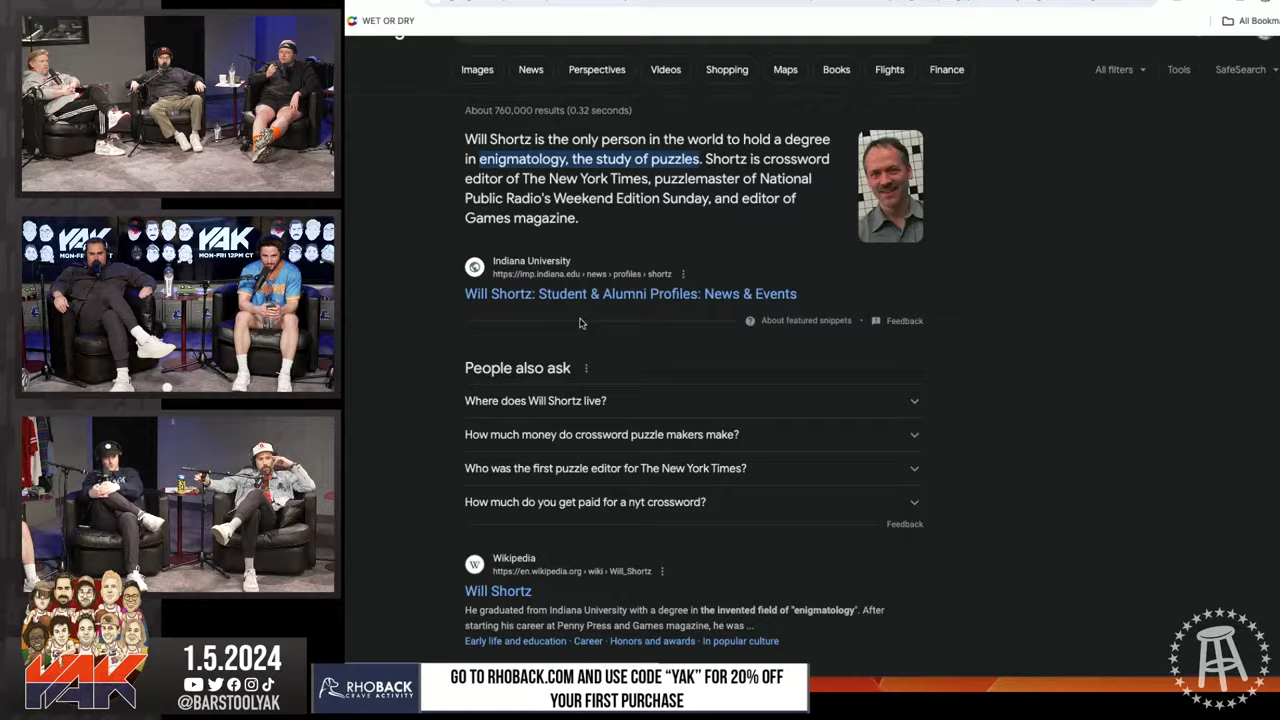 WET OR DRY
All Bookm
Images
News
Perspectives
Videos
Shopping
Maps
Books
Flights
Finance
All filters
Tools
SafeSearch
About 760,000 results (0.32 seconds)
Will Shortz is the only person in the world to hold a degree
in enigmatology, the study of puzzles. Shortz is crossword
editor of The New York Times, puzzlemaster of National
Public Radio's Weekend Edition Sunday, and editor of
Games magazine.
Indiana University
https://imp.indiana.edu › news › profiles › shortz
Will Shortz: Student & Alumni Profiles: News & Events
About featured snippets • Feedback
People also ask
Where does Will Shortz live?
How much money do crossword puzzle makers make?
Who was the first puzzle editor for The New York Times?
How much do you get paid for a nyt crossword?
Feedback
W
Wikipedia
https://en.wikipedia.org › wiki › Will_Shortz
Will Shortz
He graduated from Indiana University with a degree in the invented field of "enigmatology". After
starting his career at Penny Press and Games magazine, he was ...
Early life and education · Career · Honors and awards · In popular culture
YAK
MON-FRI 12PM CT
YAK
MON-FRI 12PM CT
YAK
1.5.2024
@BARSTOOLYAK
RHOBACK
CRAVE ACTIVITY
GO TO RHOBACK.COM AND USE CODE “YAK” FOR 20% OFF
YOUR FIRST PURCHASE